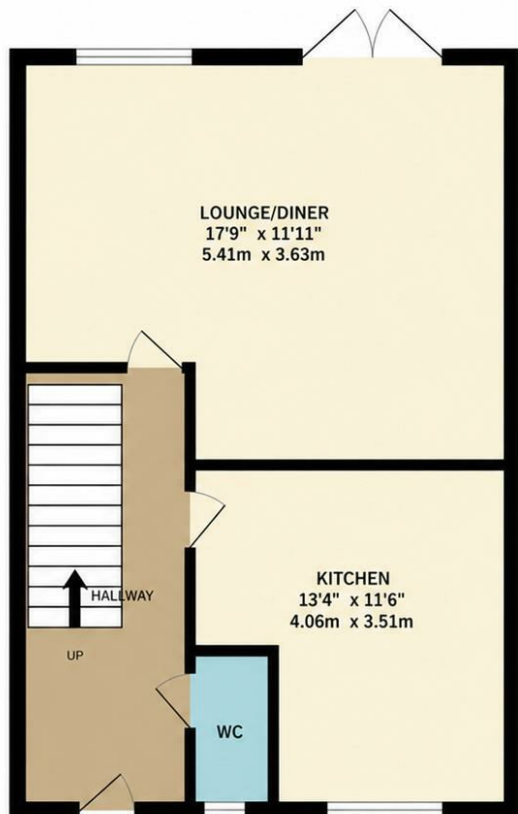 LOUNGE/DINER
17'9" x 11'11"
5.41m x 3.63m
HALLWAY
UP
KITCHEN
13'4" x 11'6"
4.06m x 3.51m
WC